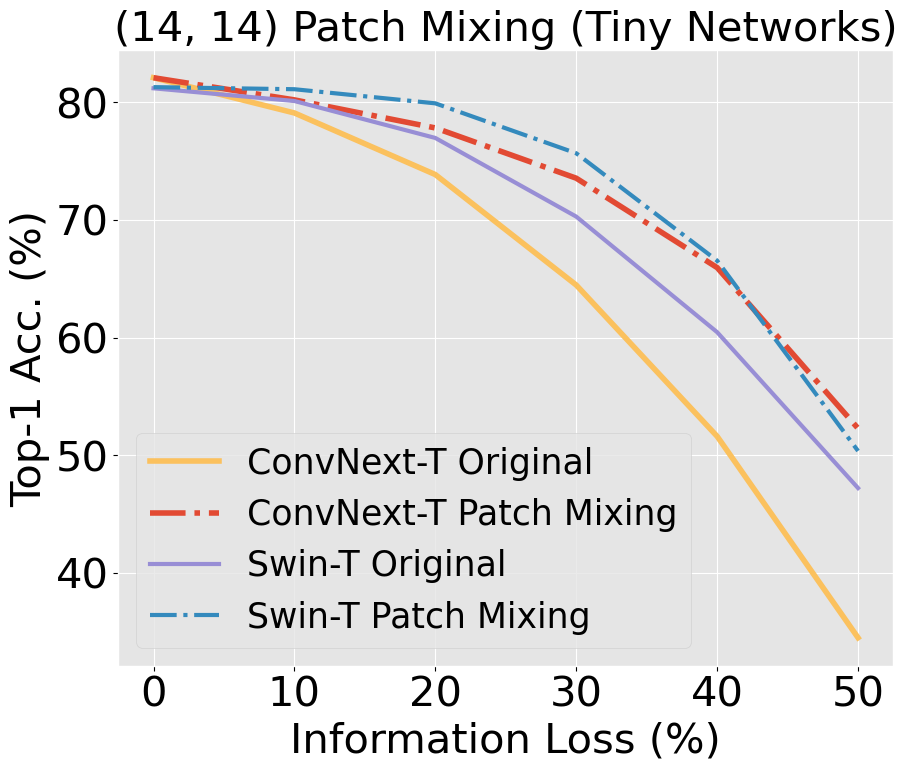 (14, 14) Patch Mixing (Tiny Networks)
Top-1 Acc. (%)
80
70
60
50
40
ConvNext-T Original
ConvNext-T Patch Mixing
Swin-T Original
Swin-T Patch Mixing
0 10 20 30 40 50
Information Loss (%)